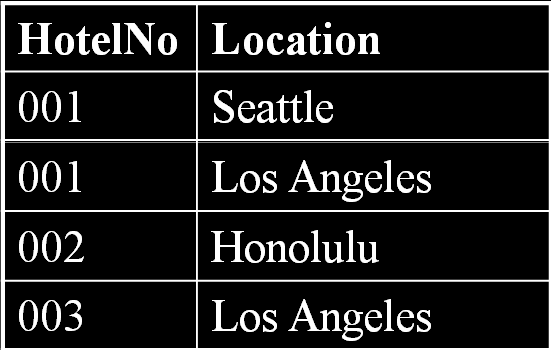 HotelNo Location
001 Seattle
001 Los Angeles
002 Honolulu
003 Los Angeles